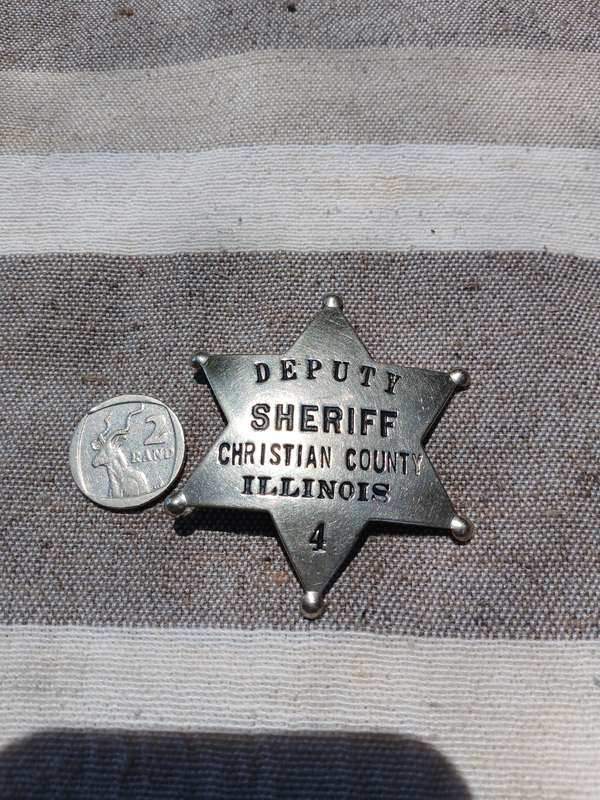 2
RAND
DEPUTY
SHERIFF
CHRISTIAN COUNTY
ILLINOIS
4